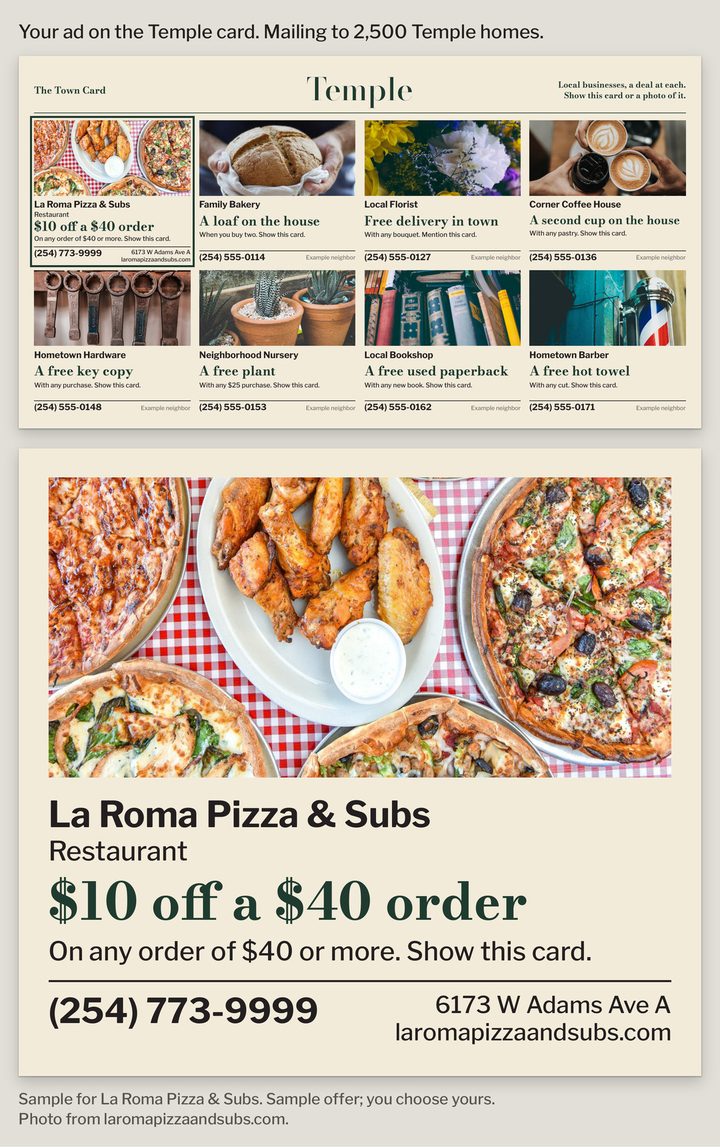 Your ad on the Temple card. Mailing to 2,500 Temple homes.
The Town Card
Temple
Local businesses, a deal at each.
Show this card or a photo of it.
La Roma Pizza & Subs
Restaurant
$10 off a $40 order
On any order of $40 or more. Show this card.
(254) 773-9999
6173 W Adams Ave A
laromapizzaandsubs.com
Family Bakery
A loaf on the house
When you buy two. Show this card.
(254) 555-0114
Example neighbor
Local Florist
Free delivery in town
With any bouquet. Mention this card.
(254) 555-0127
Example neighbor
Corner Coffee House
A second cup on the house
With any pastry. Show this card.
(254) 555-0136
Example neighbor
Hometown Hardware
A free key copy
With any purchase. Show this card.
(254) 555-0148
Example neighbor
Neighborhood Nursery
A free plant
With any $25 purchase. Show this card.
(254) 555-0153
Example neighbor
Local Bookshop
A free used paperback
With any new book. Show this card.
(254) 555-0162
Example neighbor
Hometown Barber
A free hot towel
With any cut. Show this card.
(254) 555-0171
Example neighbor
La Roma Pizza & Subs
Restaurant
$10 off a $40 order
On any order of $40 or more. Show this card.
(254) 773-9999
6173 W Adams Ave A
laromapizzaandsubs.com
Sample for La Roma Pizza & Subs. Sample offer; you choose yours.
Photo from laromapizzaandsubs.com.